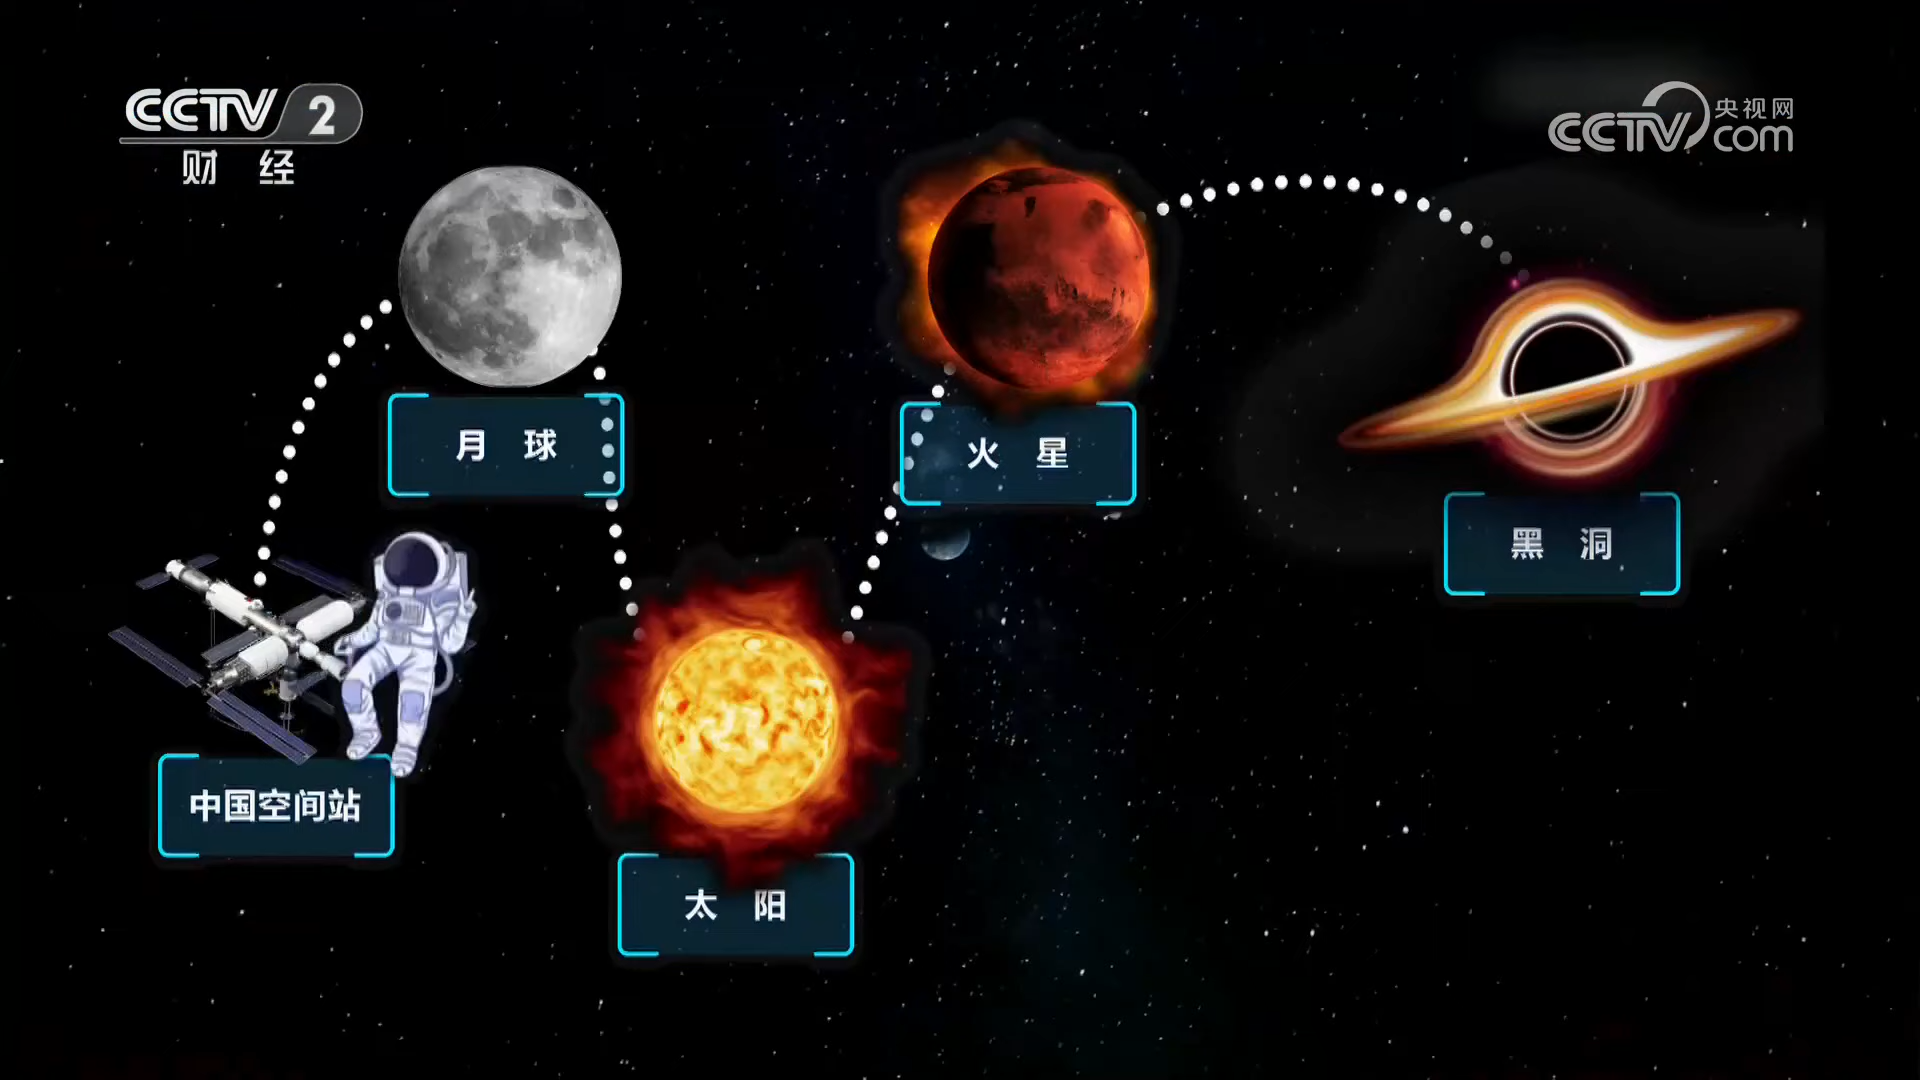 CCTV 2
财 经
央视网
CCTV com
月 球
火 星
黑 洞
中国空间站
太 阳